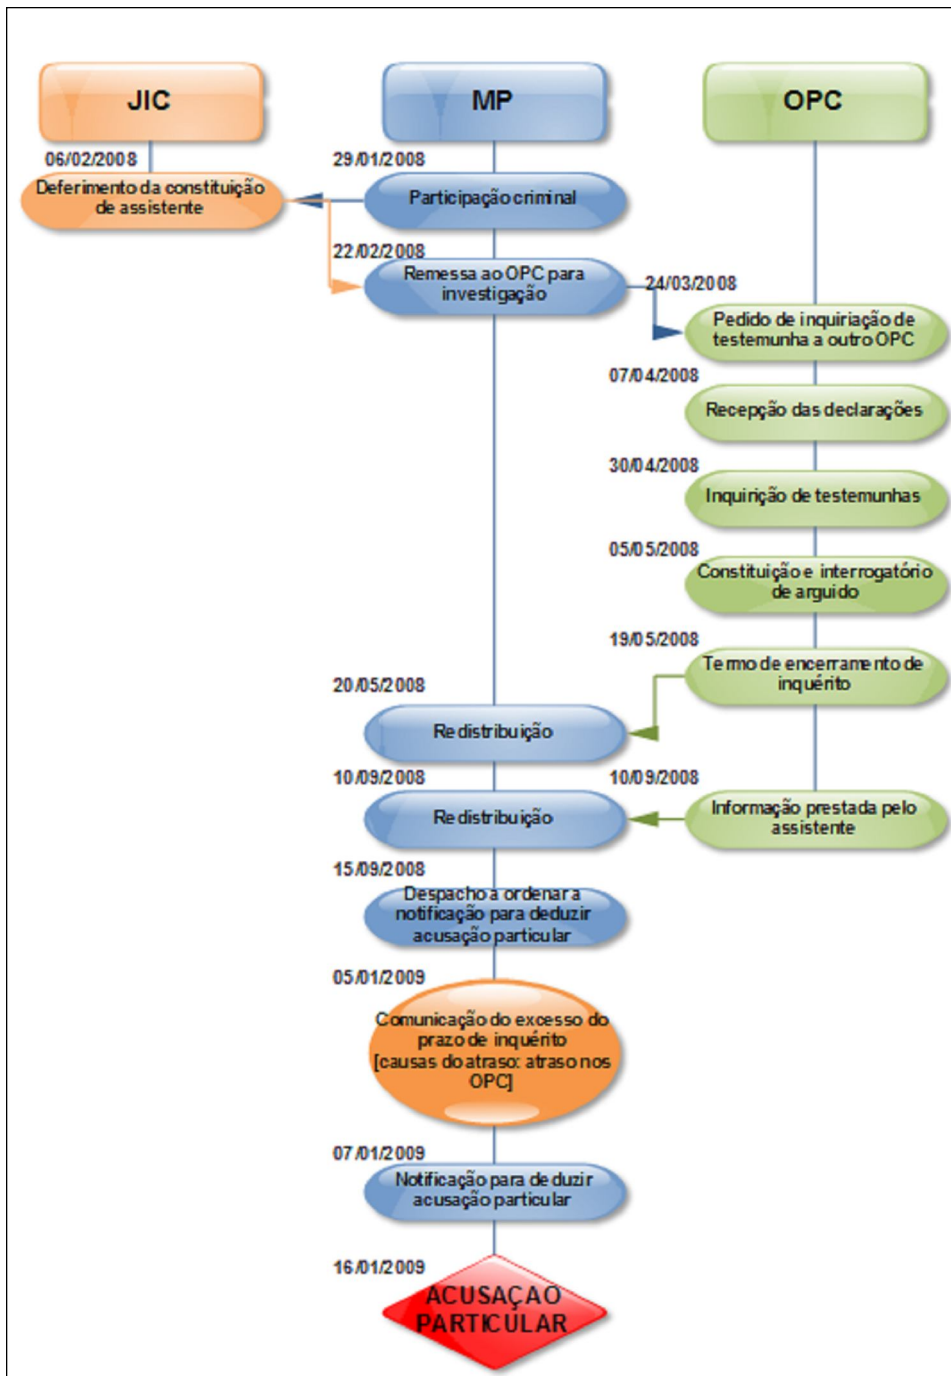 JIC
MP
OPC
06/02/2008
29/01/2008
Deferimento da constituição
de assistente
Participação criminal
22/02/2008
Remessa ao OPC para
investigação
24/03/2008
Pedido de inquiriação de
testemunha a outro OPC
07/04/2008
Recepção das declarações
30/04/2008
Inquirição de testemunhas
05/05/2008
Constituição e interrogatório
de arguido
19/05/2008
Termo de encerramento de
inquérito
20/05/2008
Redistribuição
10/09/2008
10/09/2008
Redistribuição
Informação prestada pelo
assistente
15/09/2008
Despacho a ordenar a
notificação para deduzir
acusação particular
05/01/2009
Comunicação do excesso do
prazo de inquérito
[causas do atraso: atraso nos
OPC]
07/01/2009
Notificação para deduzir
acusação particular
16/01/2009
ACUSAÇAO
PARTICULAR